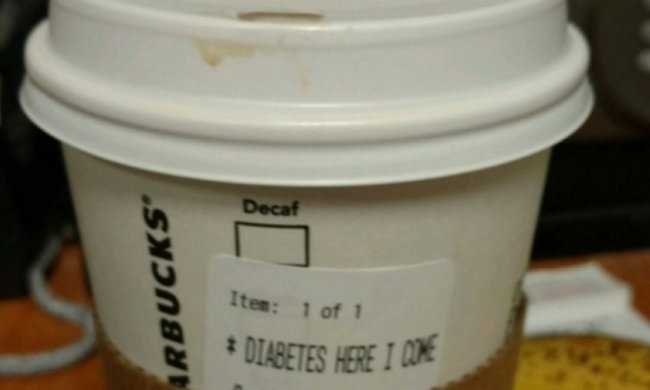 Decaf
ARBUCKS®
Item: 1 of 1
* DIABETES HERE I COME